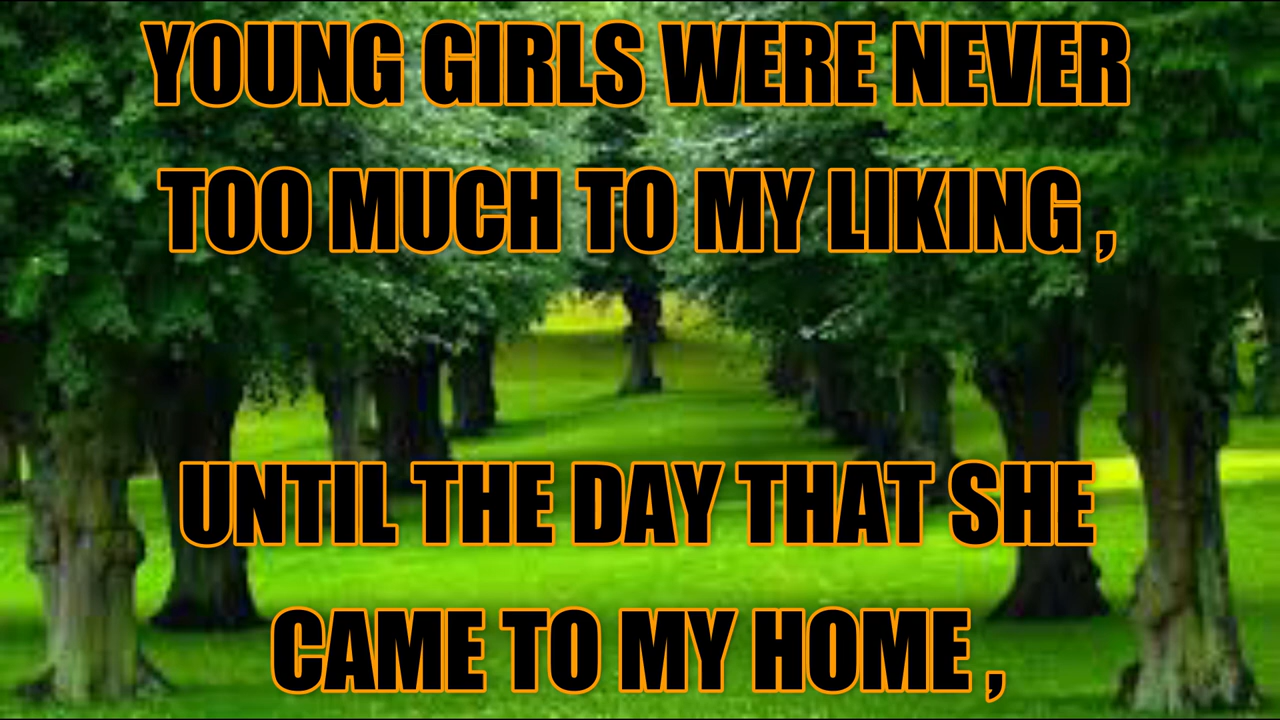 YOUNG GIRLS WERE NEVER
TOO MUCH TO MY LIKING ,
UNTIL THE DAY THAT SHE
CAME TO MY HOME ,